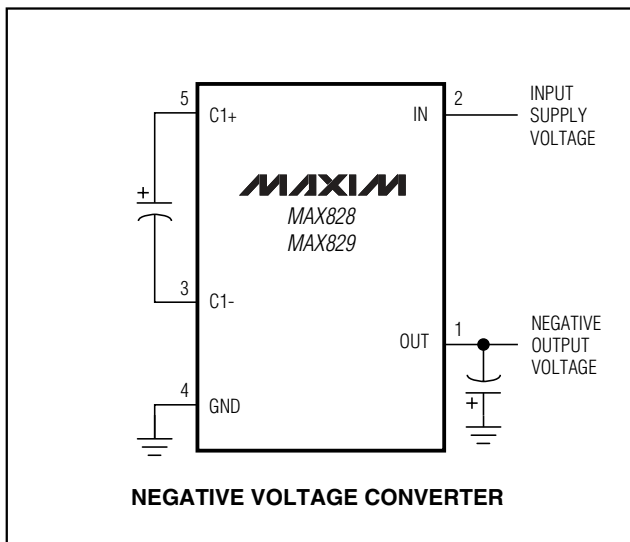 5
C1+
IN
2
INPUT
SUPPLY
VOLTAGE
+
MAXIM
MAX828
MAX829
3
C1-
OUT
1
NEGATIVE
OUTPUT
VOLTAGE
+
4
GND
NEGATIVE VOLTAGE CONVERTER